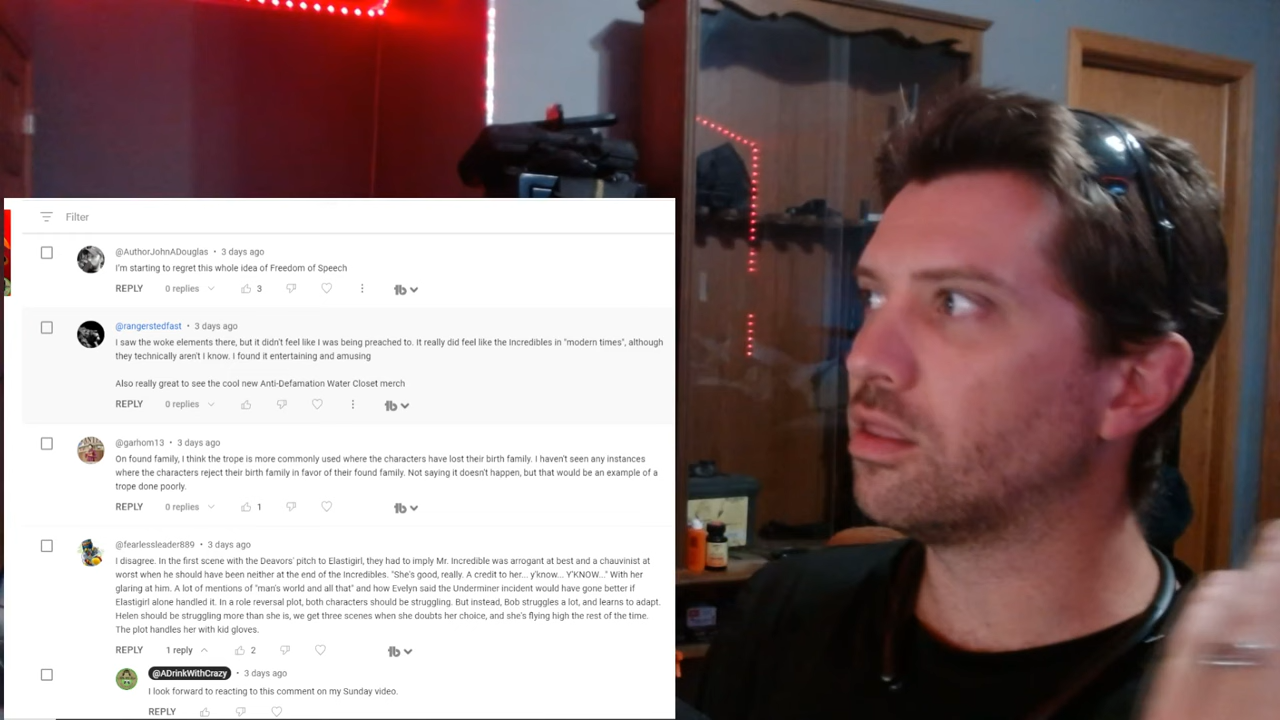 Filter
@AuthorJohnADouglas • 3 days ago
I'm starting to regret this whole idea of Freedom of Speech
REPLY 0 replies 3
@rangerstedfast • 3 days ago
I saw the woke elements there, but it didn't feel like I was being preached to. It really did feel like the Incredibles in "modern times", although
they technically aren't I know. I found it entertaining and amusing
Also really great to see the cool new Anti-Defamation Water Closet merch
REPLY 0 replies
@garhom13 • 3 days ago
On found family, I think the trope is more commonly used where the characters have lost their birth family. I haven't seen any instances
where the characters reject their birth family in favor of their found family. Not saying it doesn't happen, but that would be an example of a
trope done poorly.
REPLY 0 replies 1
@fearlessleader889 • 3 days ago
I disagree. In the first scene with the Deavors' pitch to Elastigirl, they had to imply Mr. Incredible was arrogant at best and a chauvinist at
worst when he should have been neither at the end of the Incredibles. "She's good, really. A credit to her... y'know... Y'KNOW..." With her
glaring at him. A lot of mentions of "man's world and all that" and how Evelyn said the Underminer incident would have gone better if
Elastigirl alone handled it. In a role reversal plot, both characters should be struggling. But instead, Bob struggles a lot, and learns to adapt.
Helen should be struggling more than she is, we get three scenes when she doubts her choice, and she's flying high the rest of the time.
The plot handles her with kid gloves.
REPLY 1 reply 2
@ADrinkWithCrazy • 3 days ago
I look forward to reacting to this comment on my Sunday video.
REPLY